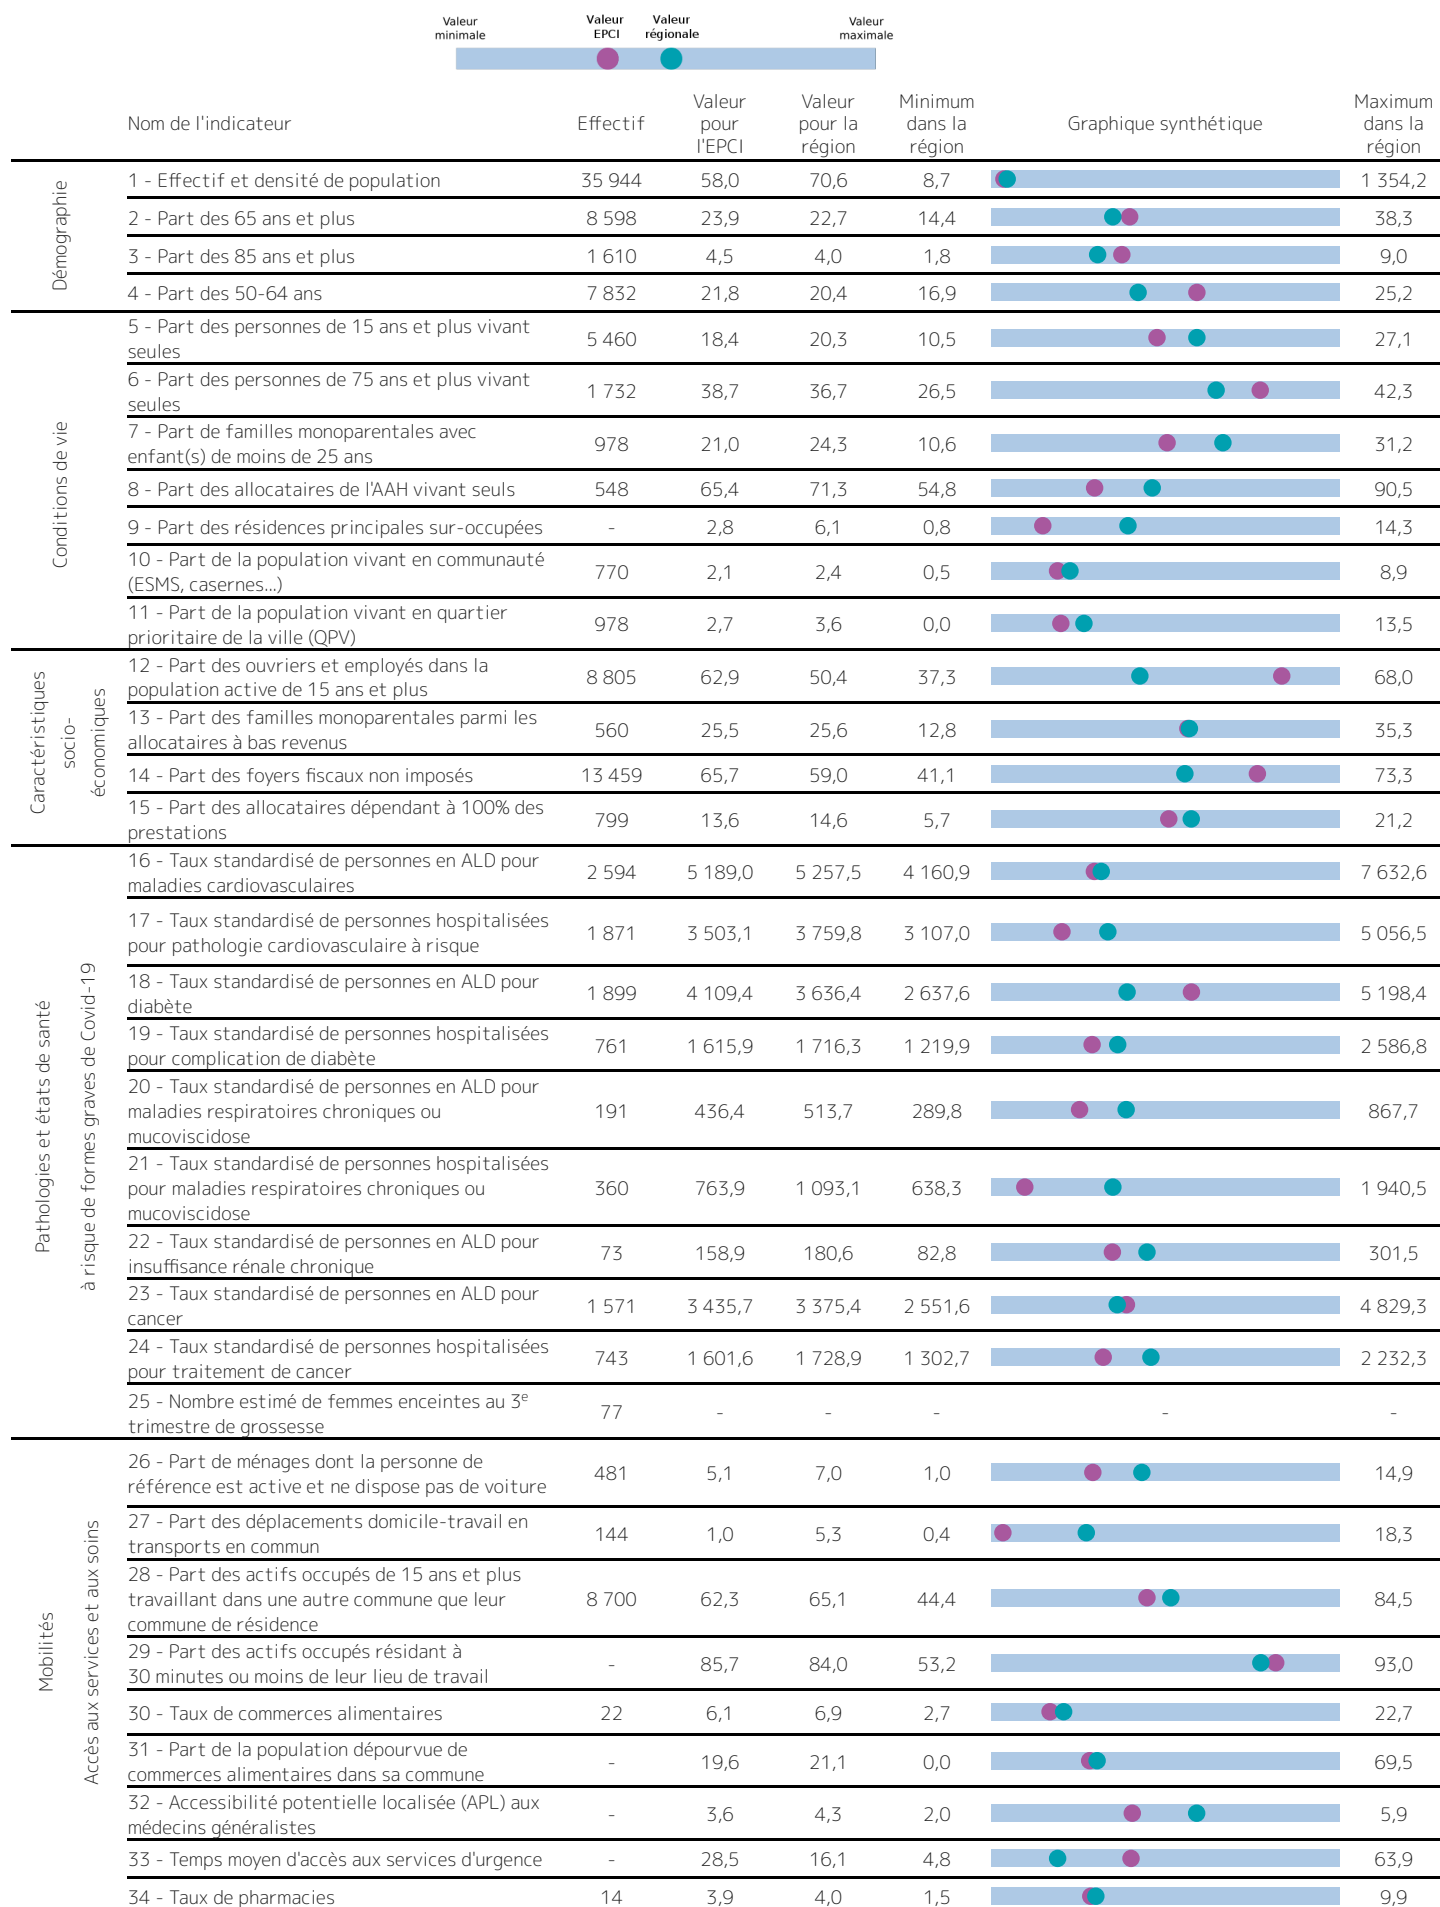 Valeur minimale
Valeur EPCI
Valeur régionale
Valeur maximale
Nom de l'indicateur
Effectif
Valeur pour l'EPCI
Valeur pour la région
Minimum dans la région
Graphique synthétique
Maximum dans la région
Démographie
1 - Effectif et densité de population 35 944 58,0 70,6 8,7 1 354,2
2 - Part des 65 ans et plus 8 598 23,9 22,7 14,4 38,3
3 - Part des 85 ans et plus 1 610 4,5 4,0 1,8 9,0
4 - Part des 50-64 ans 7 832 21,8 20,4 16,9 25,2
Conditions de vie
5 - Part des personnes de 15 ans et plus vivant
seules 5 460 18,4 20,3 10,5 27,1
6 - Part des personnes de 75 ans et plus vivant
seules 1 732 38,7 36,7 26,5 42,3
7 - Part de familles monoparentales avec
enfant(s) de moins de 25 ans 978 21,0 24,3 10,6 31,2
8 - Part des allocataires de l'AAH vivant seuls 548 65,4 71,3 54,8 90,5
9 - Part des résidences principales sur-occupées - 2,8 6,1 0,8 14,3
10 - Part de la population vivant en communauté
(ESMS, casernes...) 770 2,1 2,4 0,5 8,9
11 - Part de la population vivant en quartier
prioritaire de la ville (QPV) 978 2,7 3,6 0,0 13,5
Caractéristiques
socio-
économiques
12 - Part des ouvriers et employés dans la
population active de 15 ans et plus 8 805 62,9 50,4 37,3 68,0
13 - Part des familles monoparentales parmi les
allocataires à bas revenus 560 25,5 25,6 12,8 35,3
14 - Part des foyers fiscaux non imposés 13 459 65,7 59,0 41,1 73,3
15 - Part des allocataires dépendant à 100% des
prestations 799 13,6 14,6 5,7 21,2
Pathologies et états de santé
à risque de formes graves de Covid-19
16 - Taux standardisé de personnes en ALD pour
maladies cardiovasculaires 2 594 5 189,0 5 257,5 4 160,9 7 632,6
17 - Taux standardisé de personnes hospitalisées
pour pathologie cardiovasculaire à risque 1 871 3 503,1 3 759,8 3 107,0 5 056,5
18 - Taux standardisé de personnes en ALD pour
diabète 1 899 4 109,4 3 636,4 2 637,6 5 198,4
19 - Taux standardisé de personnes hospitalisées
pour complication de diabète 761 1 615,9 1 716,3 1 219,9 2 586,8
20 - Taux standardisé de personnes en ALD pour
maladies respiratoires chroniques ou
mucoviscidose 191 436,4 513,7 289,8 867,7
21 - Taux standardisé de personnes hospitalisées
pour maladies respiratoires chroniques ou
mucoviscidose 360 763,9 1 093,1 638,3 1 940,5
22 - Taux standardisé de personnes en ALD pour
insuffisance rénale chronique 73 158,9 180,6 82,8 301,5
23 - Taux standardisé de personnes en ALD pour
cancer 1 571 3 435,7 3 375,4 2 551,6 4 829,3
24 - Taux standardisé de personnes hospitalisées
pour traitement de cancer 743 1 601,6 1 728,9 1 302,7 2 232,3
25 - Nombre estimé de femmes enceintes au 3e
trimestre de grossesse 77 - - - - -
Mobilités
Accès aux services et aux soins
26 - Part de ménages dont la personne de
référence est active et ne dispose pas de voiture 481 5,1 7,0 1,0 14,9
27 - Part des déplacements domicile-travail en
transports en commun 144 1,0 5,3 0,4 18,3
28 - Part des actifs occupés de 15 ans et plus
travaillant dans une autre commune que leur
commune de résidence 8 700 62,3 65,1 44,4 84,5
29 - Part des actifs occupés résidant à
30 minutes ou moins de leur lieu de travail - 85,7 84,0 53,2 93,0
30 - Taux de commerces alimentaires 22 6,1 6,9 2,7 22,7
31 - Part de la population dépourvue de
commerces alimentaires dans sa commune - 19,6 21,1 0,0 69,5
32 - Accessibilité potentielle localisée (APL) aux
médecins généralistes - 3,6 4,3 2,0 5,9
33 - Temps moyen d'accès aux services d'urgence - 28,5 16,1 4,8 63,9
34 - Taux de pharmacies 14 3,9 4,0 1,5 9,9